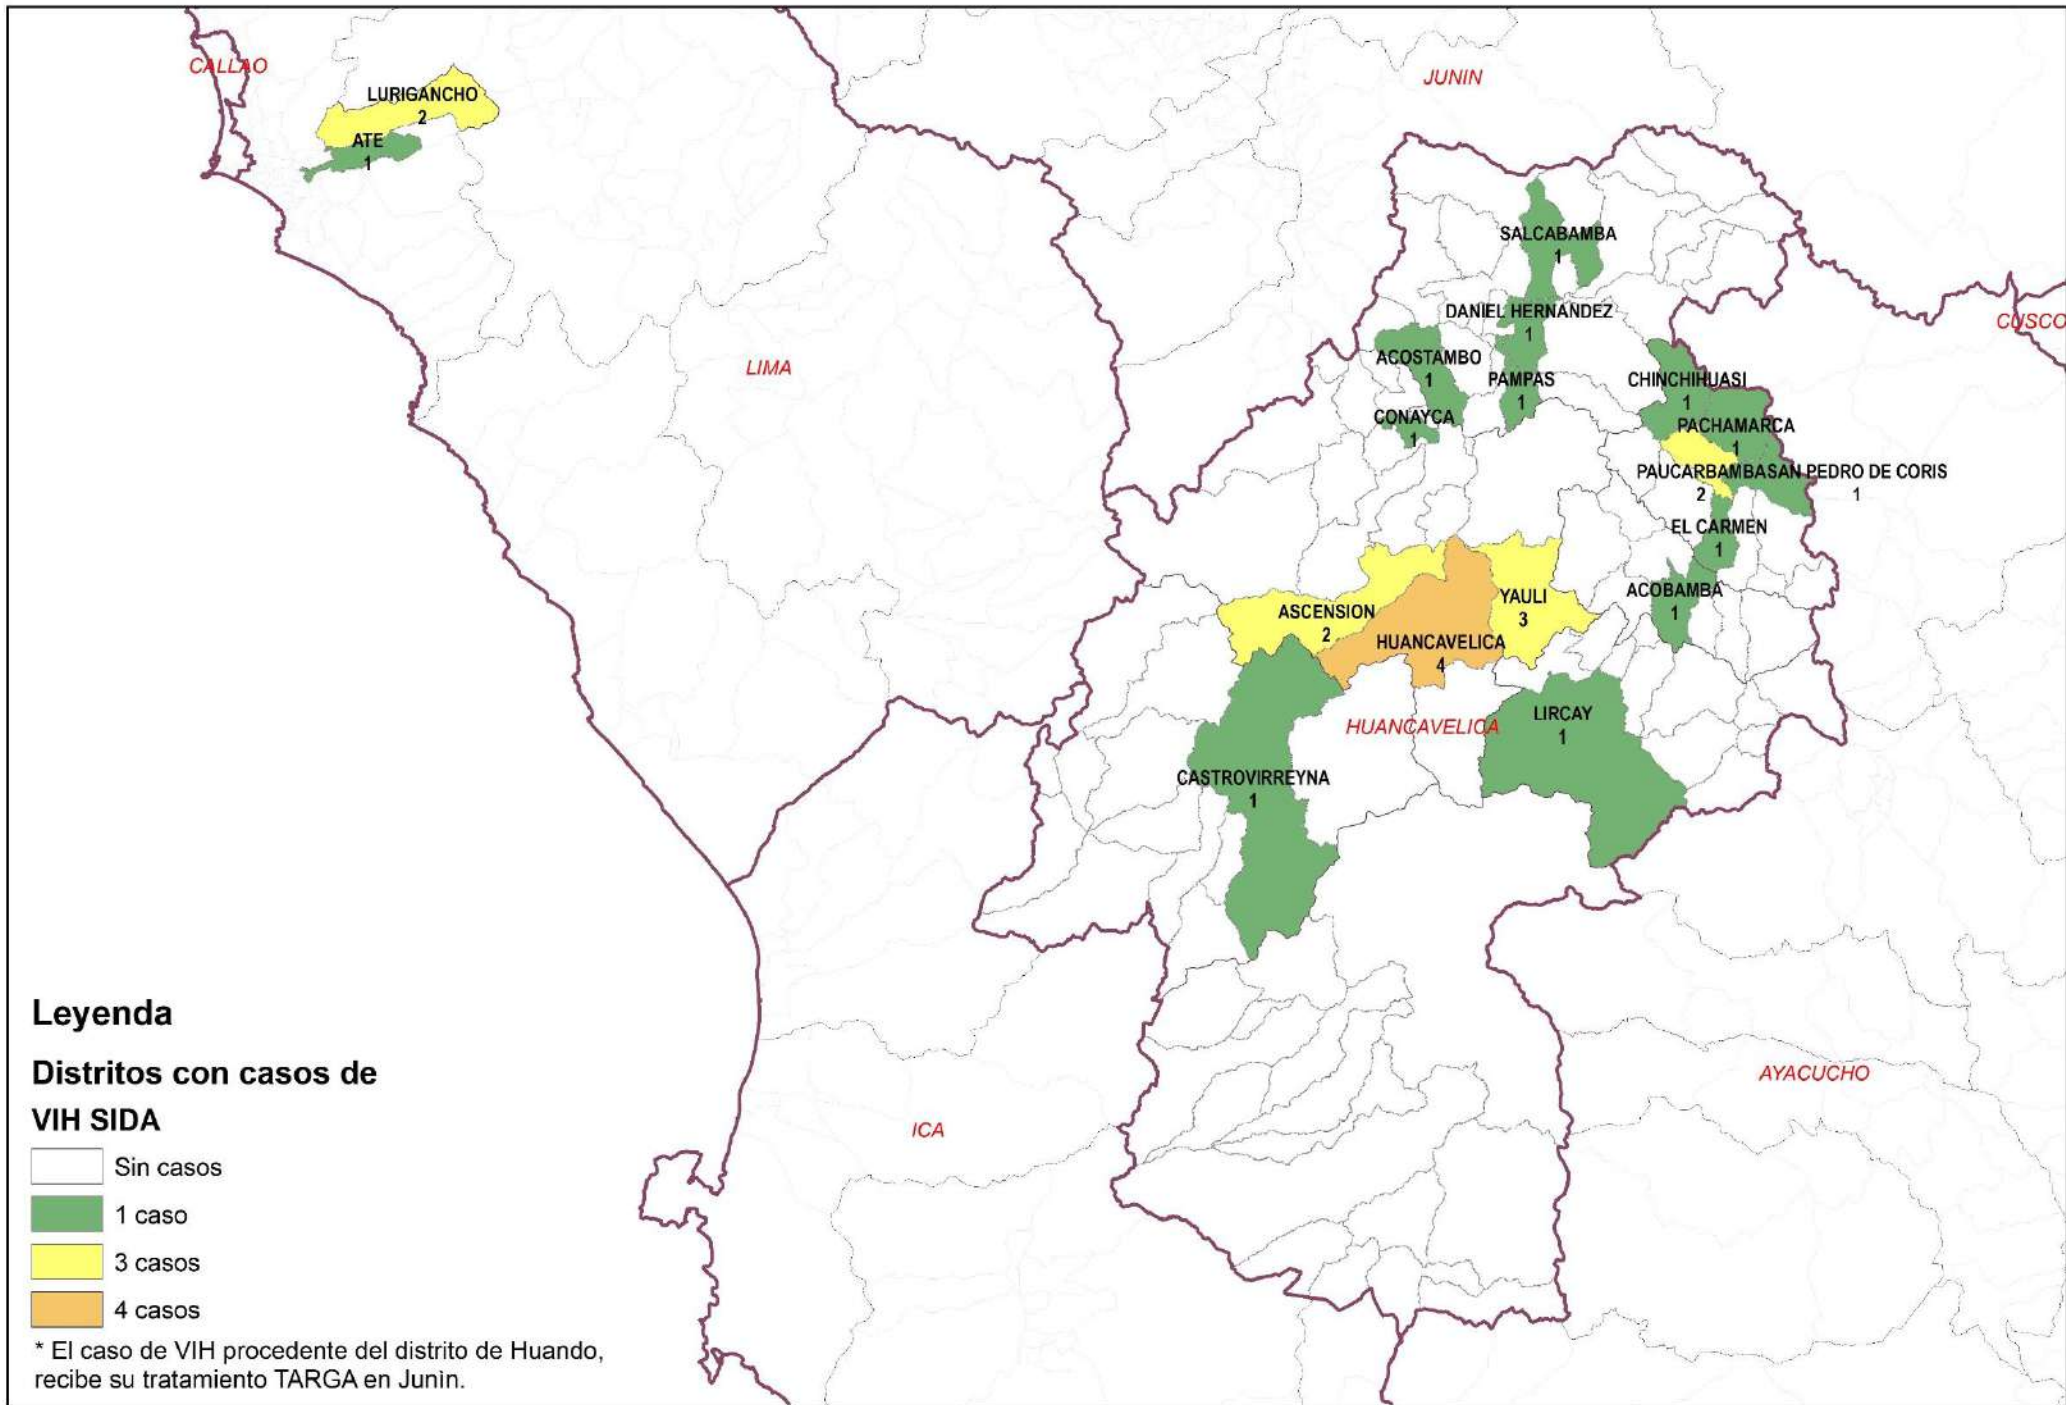 CALLAO
JUNIN
LURIGANCHO
2
ATE
1
SALCABAMBA
1
DANIEL HERNANDEZ
1
CUSCO
LIMA
ACOSTAMBO
1
PAMPAS
1
CHINCHIHUASI
1
CONAYCA
1
PACHAMARCA
1
PAUCARBAMBA
2
SAN PEDRO DE CORIS
1
EL CARMEN
1
ACOBAMBA
1
ASCENSION
2
YAULI
3
HUANCAVELICA
4
HUANCAVELICA
LIRCAY
1
CASTROVIRREYNA
1
AYACUCHO
ICA
Leyenda
Distritos con casos de
VIH SIDA
Sin casos
1 caso
3 casos
4 casos
* El caso de VIH procedente del distrito de Huando,
recibe su tratamiento TARGA en Junìn.